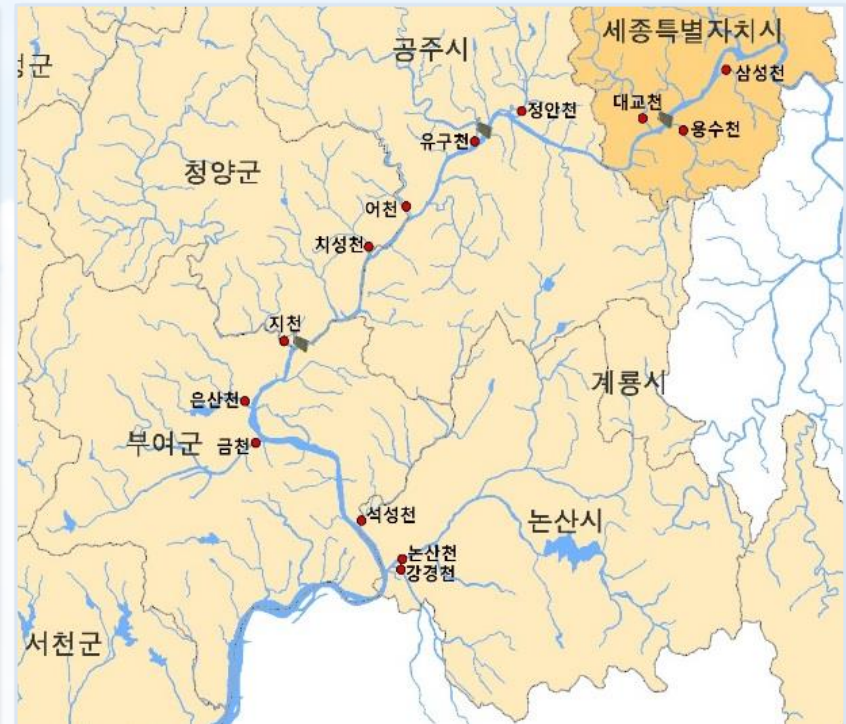 세종특별자치시
공주시
삼성천
정안천
대교천
용수천
유구천
청양군
어천
치성천
지천
계룡시
은산천
부여군
금천
석성천
논산시
논산천
강경천
서천군